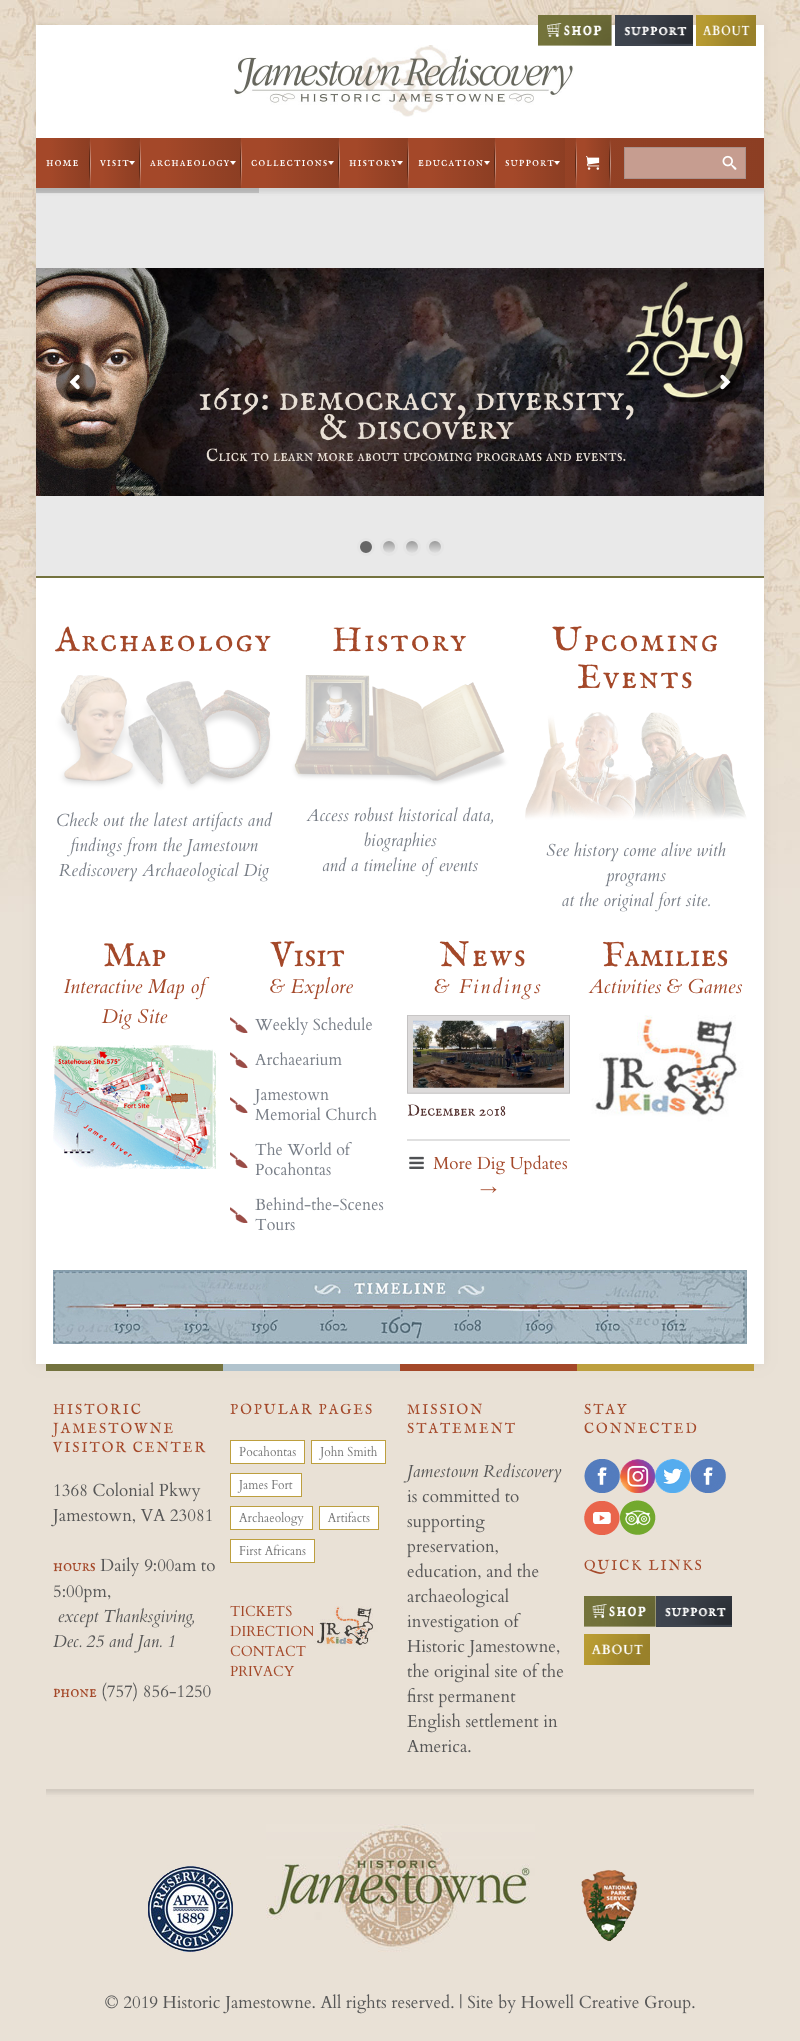 SHOP SUPPORT ABOUT
Jamestown Rediscovery
HISTORIC JAMESTOWNE
HOME VISIT ARCHAEOLOGY COLLECTIONS HISTORY EDUCATION SUPPORT
1619
2019
1619: DEMOCRACY, DIVERSITY,
& DISCOVERY
Click to learn more about upcoming programs and events.
Archaeology
Check out the latest artifacts and
findings from the Jamestown
Rediscovery Archaeological Dig
History
Access robust historical data,
biographies
and a timeline of events
Upcoming
Events
See history come alive with
programs
at the original fort site.
Map
Interactive Map of
Dig Site
Statehouse Site 575'
Fort Site
James River
Visit
& Explore
Weekly Schedule
Archaearium
Jamestown
Memorial Church
The World of
Pocahontas
Behind-the-Scenes
Tours
News
& Findings
December 2018
More Dig Updates
→
Families
Activities & Games
JR
Kids
TIMELINE
1590 1592 1596 1602 1607 1608 1609 1610 1612
HISTORIC
JAMESTOWNE
VISITOR CENTER
1368 Colonial Pkwy
Jamestown, VA 23081
HOURS Daily 9:00am to
5:00pm,
except Thanksgiving,
Dec. 25 and Jan. 1
PHONE (757) 856-1250
POPULAR PAGES
Pocahontas John Smith
James Fort
Archaeology Artifacts
First Africans
TICKETS
DIRECTION
CONTACT
PRIVACY
JR
Kids
MISSION
STATEMENT
Jamestown Rediscovery
is committed to
supporting
preservation,
education, and the
archaeological
investigation of
Historic Jamestowne,
the original site of the
first permanent
English settlement in
America.
STAY
CONNECTED
QUICK LINKS
SHOP SUPPORT
ABOUT
PRESERVATION
APVA
1889
VIRGINIA
HISTORIC
Jamestowne®
NATIONAL
PARK
SERVICE
© 2019 Historic Jamestowne. All rights reserved. | Site by Howell Creative Group.